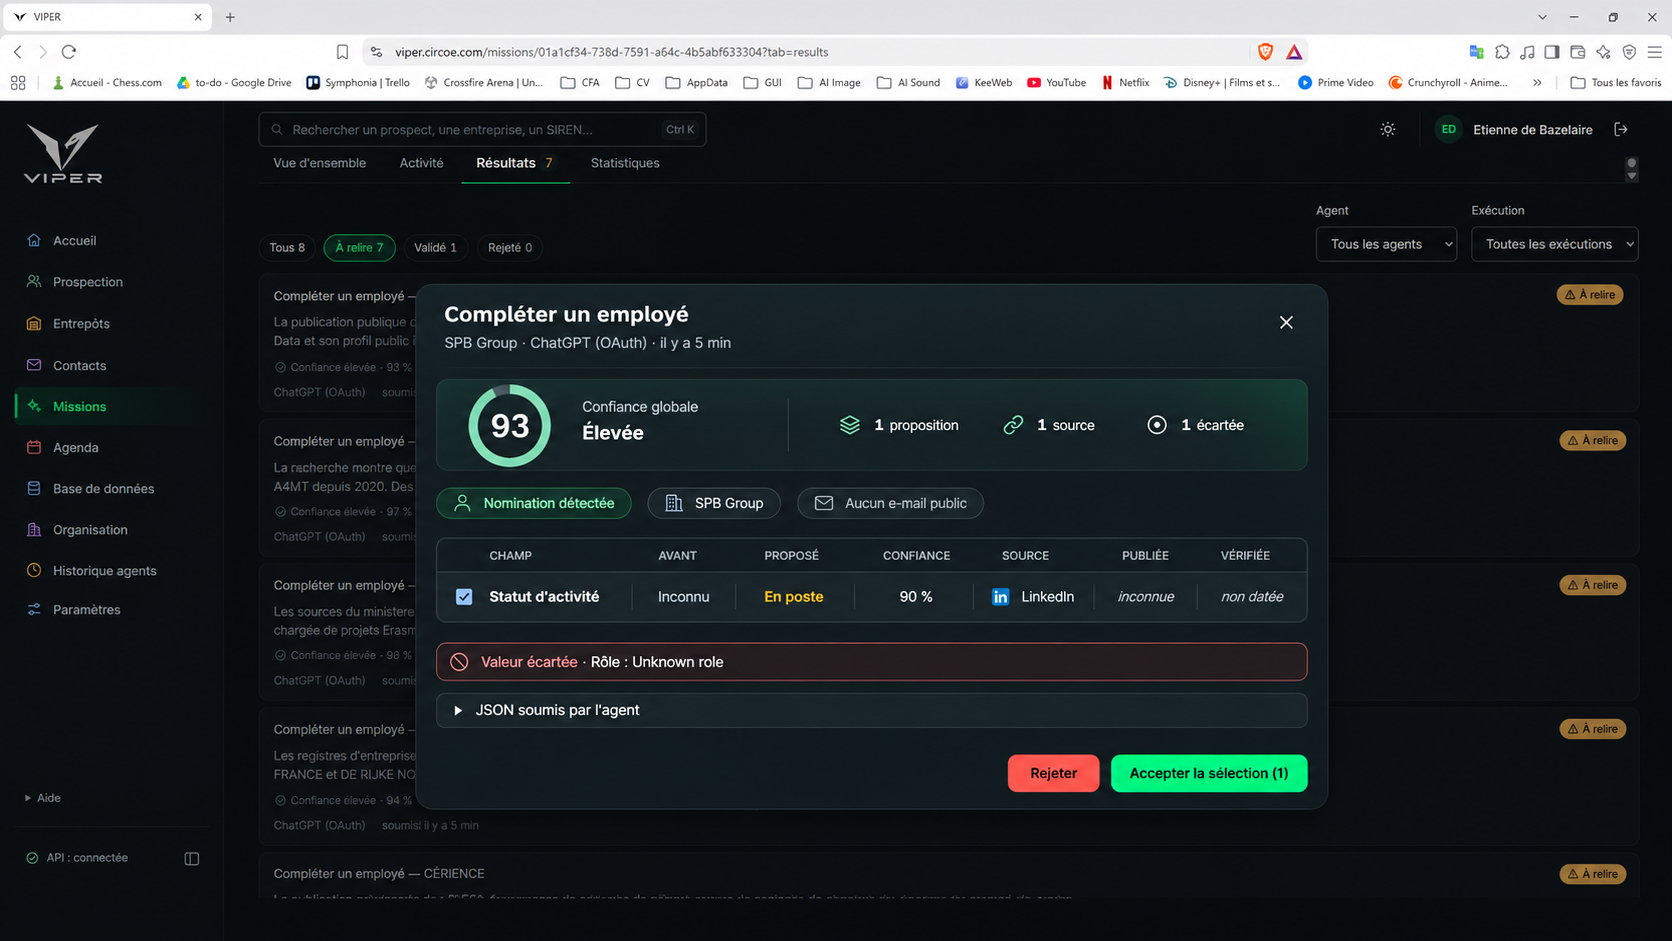 VIPER
viper.circoe.com/missions/01a1cf34-738d-7591-a64c-4b5abf633304?tab=results
Accueil - Chess.com
to-do - Google Drive
Symphonia | Trello
Crossfire Arena | Un...
CFA
CV
AppData
GUI
AI Image
AI Sound
KeeWeb
YouTube
Netflix
Disney+ | Films et s...
Prime Video
Crunchyroll - Anime...
Tous les favoris
VIPER
Rechercher un prospect, une entreprise, un SIREN...
Ctrl K
ED
Etienne de Bazelaire
Vue d'ensemble
Activité
Résultats 7
Statistiques
Accueil
Prospection
Entrepôts
Contacts
Missions
Agenda
Base de données
Organisation
Historique agents
Paramètres
Aide
API : connectée
Agent
Exécution
Tous 8
À relire 7
Validé 1
Rejeté 0
Tous les agents
Toutes les exécutions
Compléter un employé —
À relire
La publication publique
Data et son profil public
Confiance élevée · 93 %
ChatGPT (OAuth)
Compléter un employé —
À relire
La recherche montre que
A4MT depuis 2020. Des
Confiance élevée · 97 %
ChatGPT (OAuth)
Compléter un employé —
À relire
Les sources du ministere
chargée de projets Erasm
Confiance élevée · 98 %
ChatGPT (OAuth)
Compléter un employé —
À relire
Les registres d'entreprise
FRANCE et DE RIJKE NO
Confiance élevée · 94 %
ChatGPT (OAuth)
soumis il y a 5 min
Compléter un employé — CÉRIENCE
À relire
Compléter un employé
SPB Group · ChatGPT (OAuth) · il y a 5 min
93
Confiance globale
Élevée
1 proposition
1 source
1 écartée
Nomination détectée
SPB Group
Aucun e-mail public
CHAMP AVANT PROPOSÉ CONFIANCE SOURCE PUBLIÉE VÉRIFIÉE
Statut d'activité Inconnu En poste 90 % LinkedIn inconnue non datée
Valeur écartée · Rôle : Unknown role
JSON soumis par l'agent
Rejeter
Accepter la sélection (1)